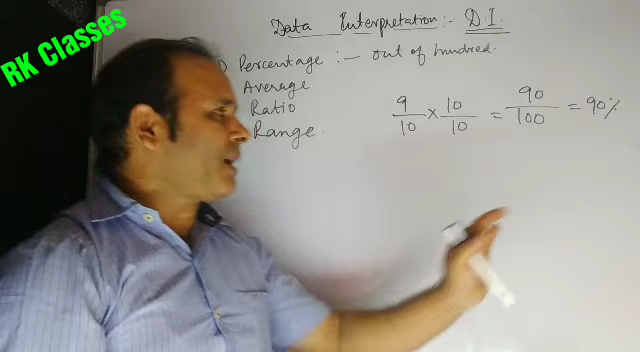 RK Classes
Data Interpretation :- D.I.
) Percentage :- out of hundred.
Average
Ratio
Range.
9/10 × 10/10 = 90/100 = 90%